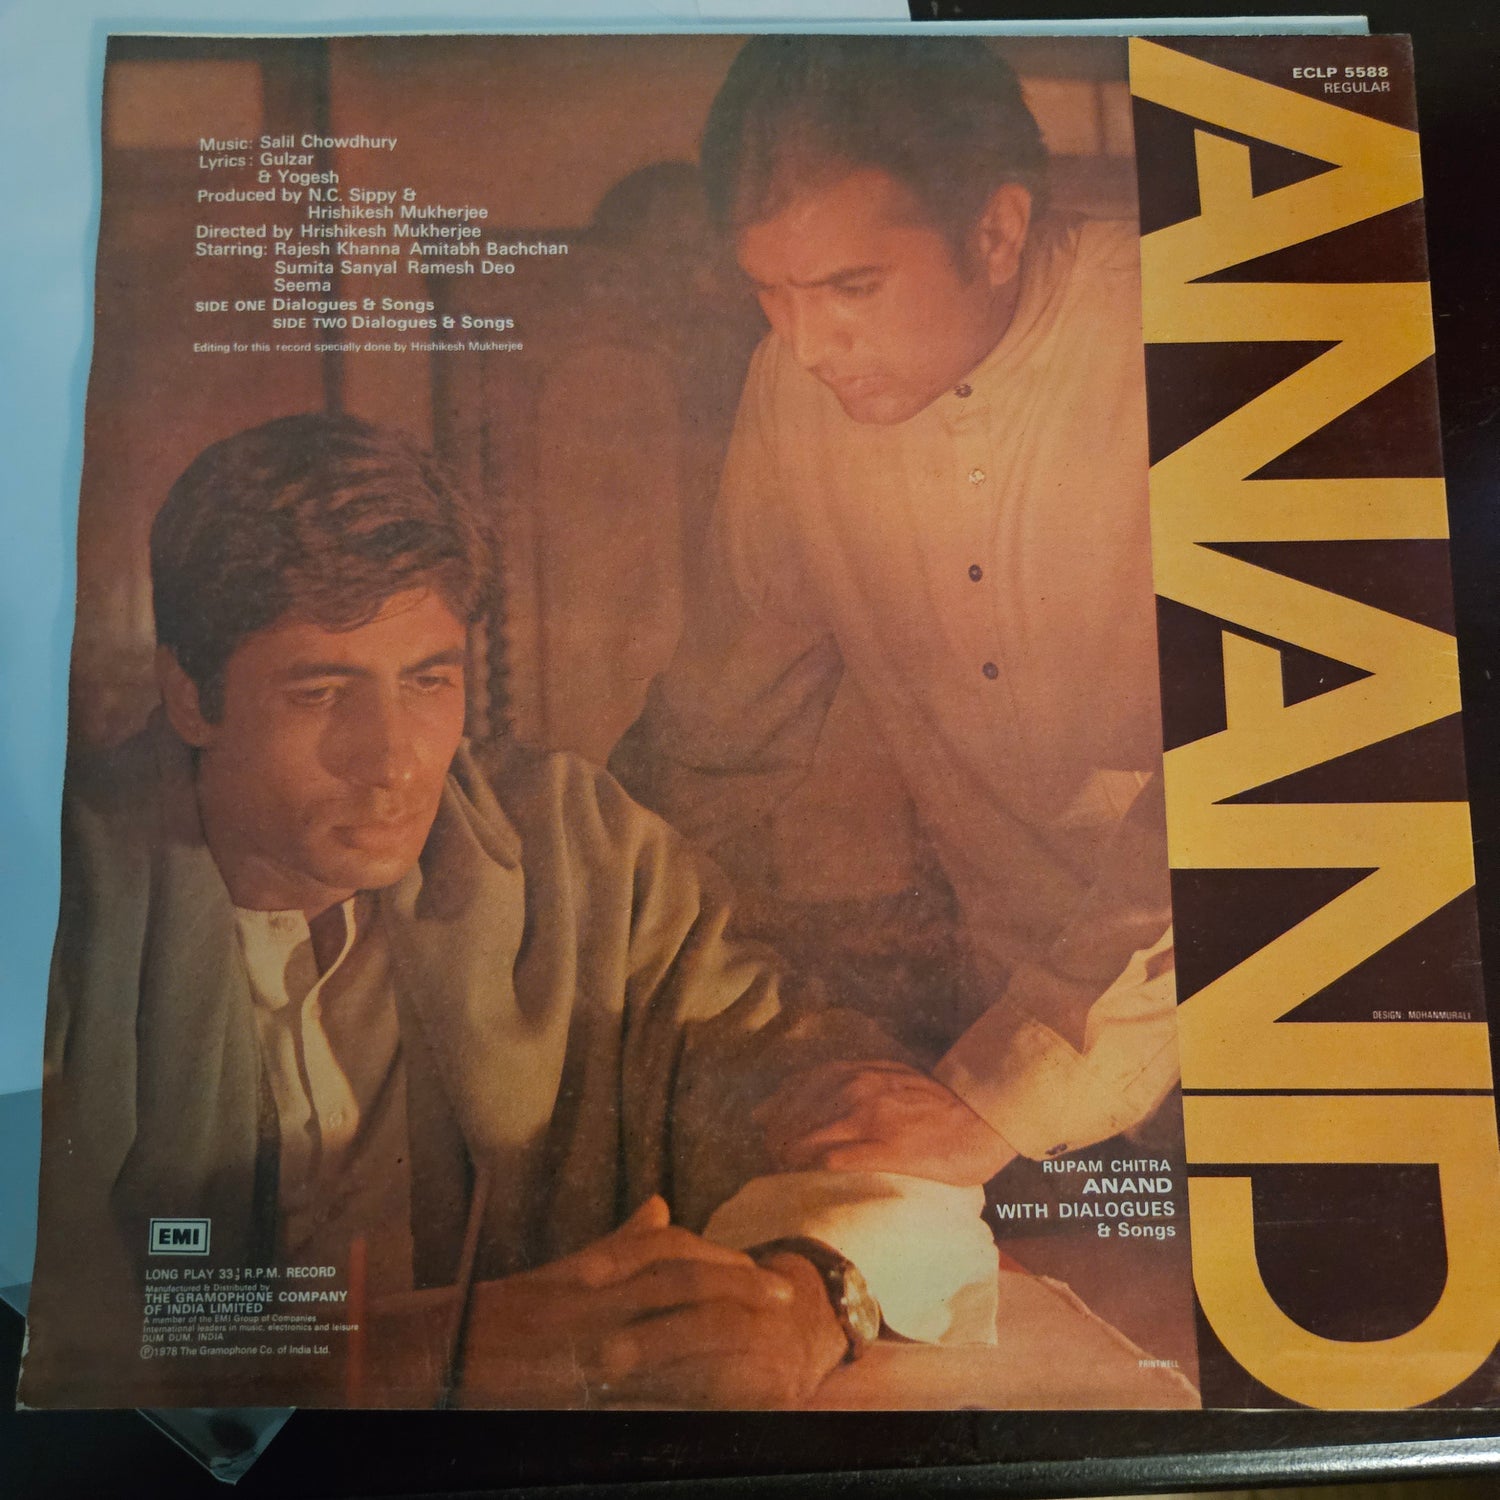 ECLP 5588
REGULAR
Music: Salil Chowdhury
Lyrics: Gulzar
& Yogesh
Produced by N.C. Sippy &
Hrishikesh Mukherjee
Directed by Hrishikesh Mukherjee
Starring: Rajesh Khanna Amitabh Bachchan
Sumita Sanyal Ramesh Deo
Seema
SIDE ONE Dialogues & Songs
SIDE TWO Dialogues & Songs
Editing for this record specially done by Hrishikesh Mukherjee
ANAND
DESIGN: MOHANMURALI
RUPAM CHITRA
ANAND
WITH DIALOGUES
& Songs
EMI
LONG PLAY 33⅓ R.P.M. RECORD
Manufactured & Distributed by
THE GRAMOPHONE COMPANY
OF INDIA LIMITED
A member of the EMI Group of Companies
International leaders in music, electronics and leisure
DUM DUM, INDIA
℗1978 The Gramophone Co. of India Ltd.
PRINTWELL